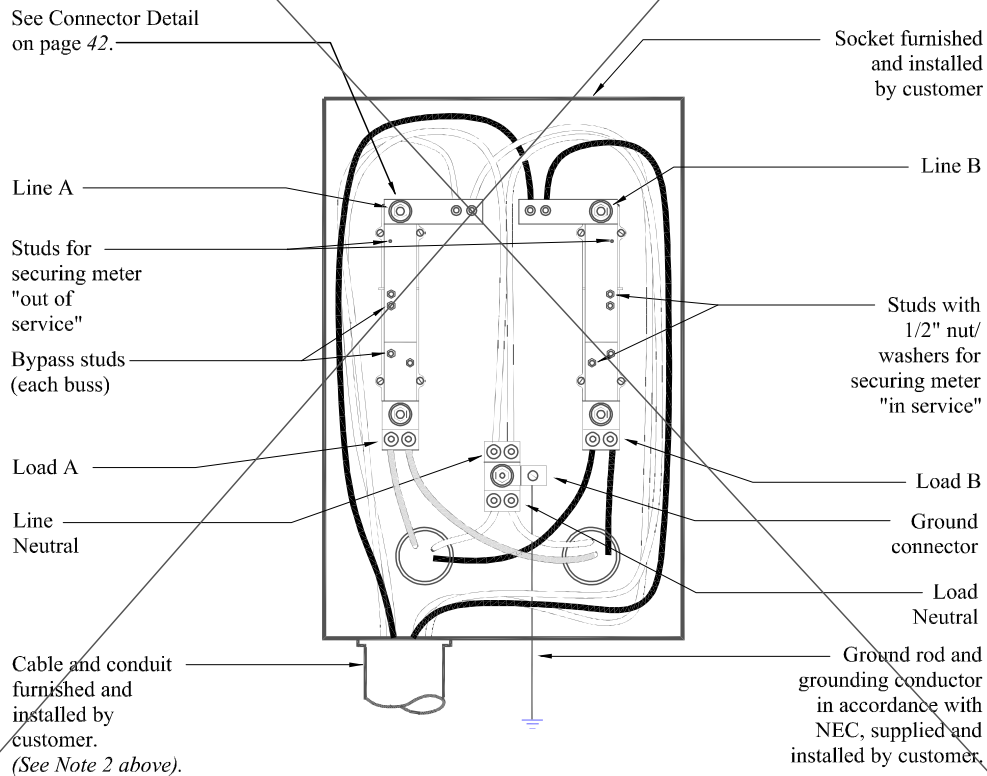 See Connector Detail
on page 42.
Socket furnished
and installed
by customer
Line A
Line B
Studs for
securing meter
"out of
service"
Studs with
1/2" nut/
washers for
securing meter
"in service"
Bypass studs
(each buss)
Load A
Load B
Line
Neutral
Ground
connector
Load
Neutral
Cable and conduit
furnished and
installed by
customer.
(See Note 2 above).
Ground rod and
grounding conductor
in accordance with
NEC, supplied and
installed by customer.